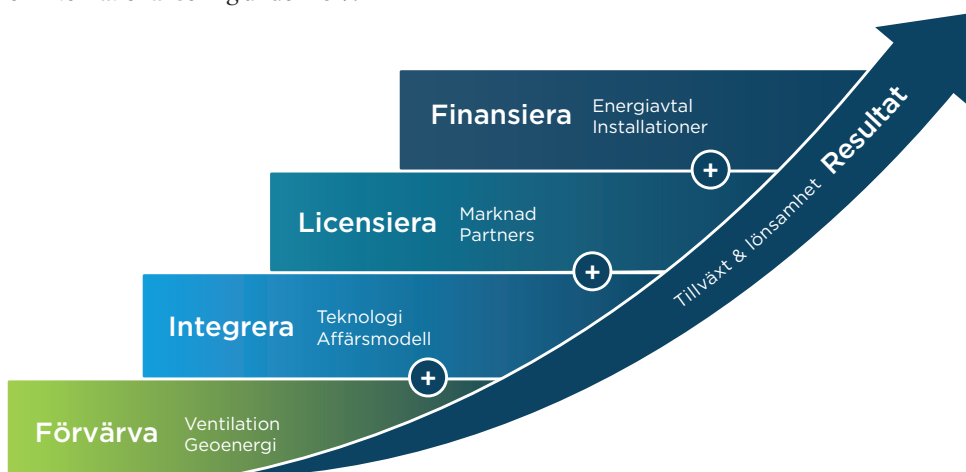 Finansiera
Energiavtal
Installationer
+
Licensiera
Marknad
Partners
+
Integrera
Teknologi
Affärsmodell
+
Förvärva
Ventilation
Geoenergi
Tillväxt & lönsamhet Resultat